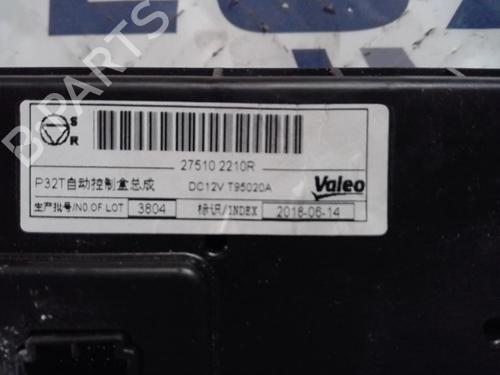 S
R
27510 2210R
P32T自动控制盒总成 DC12V T95020A Valeo
生产批号/NO.OF LOT 3804 标识/INDEX 2018-06-14
B-PARTS